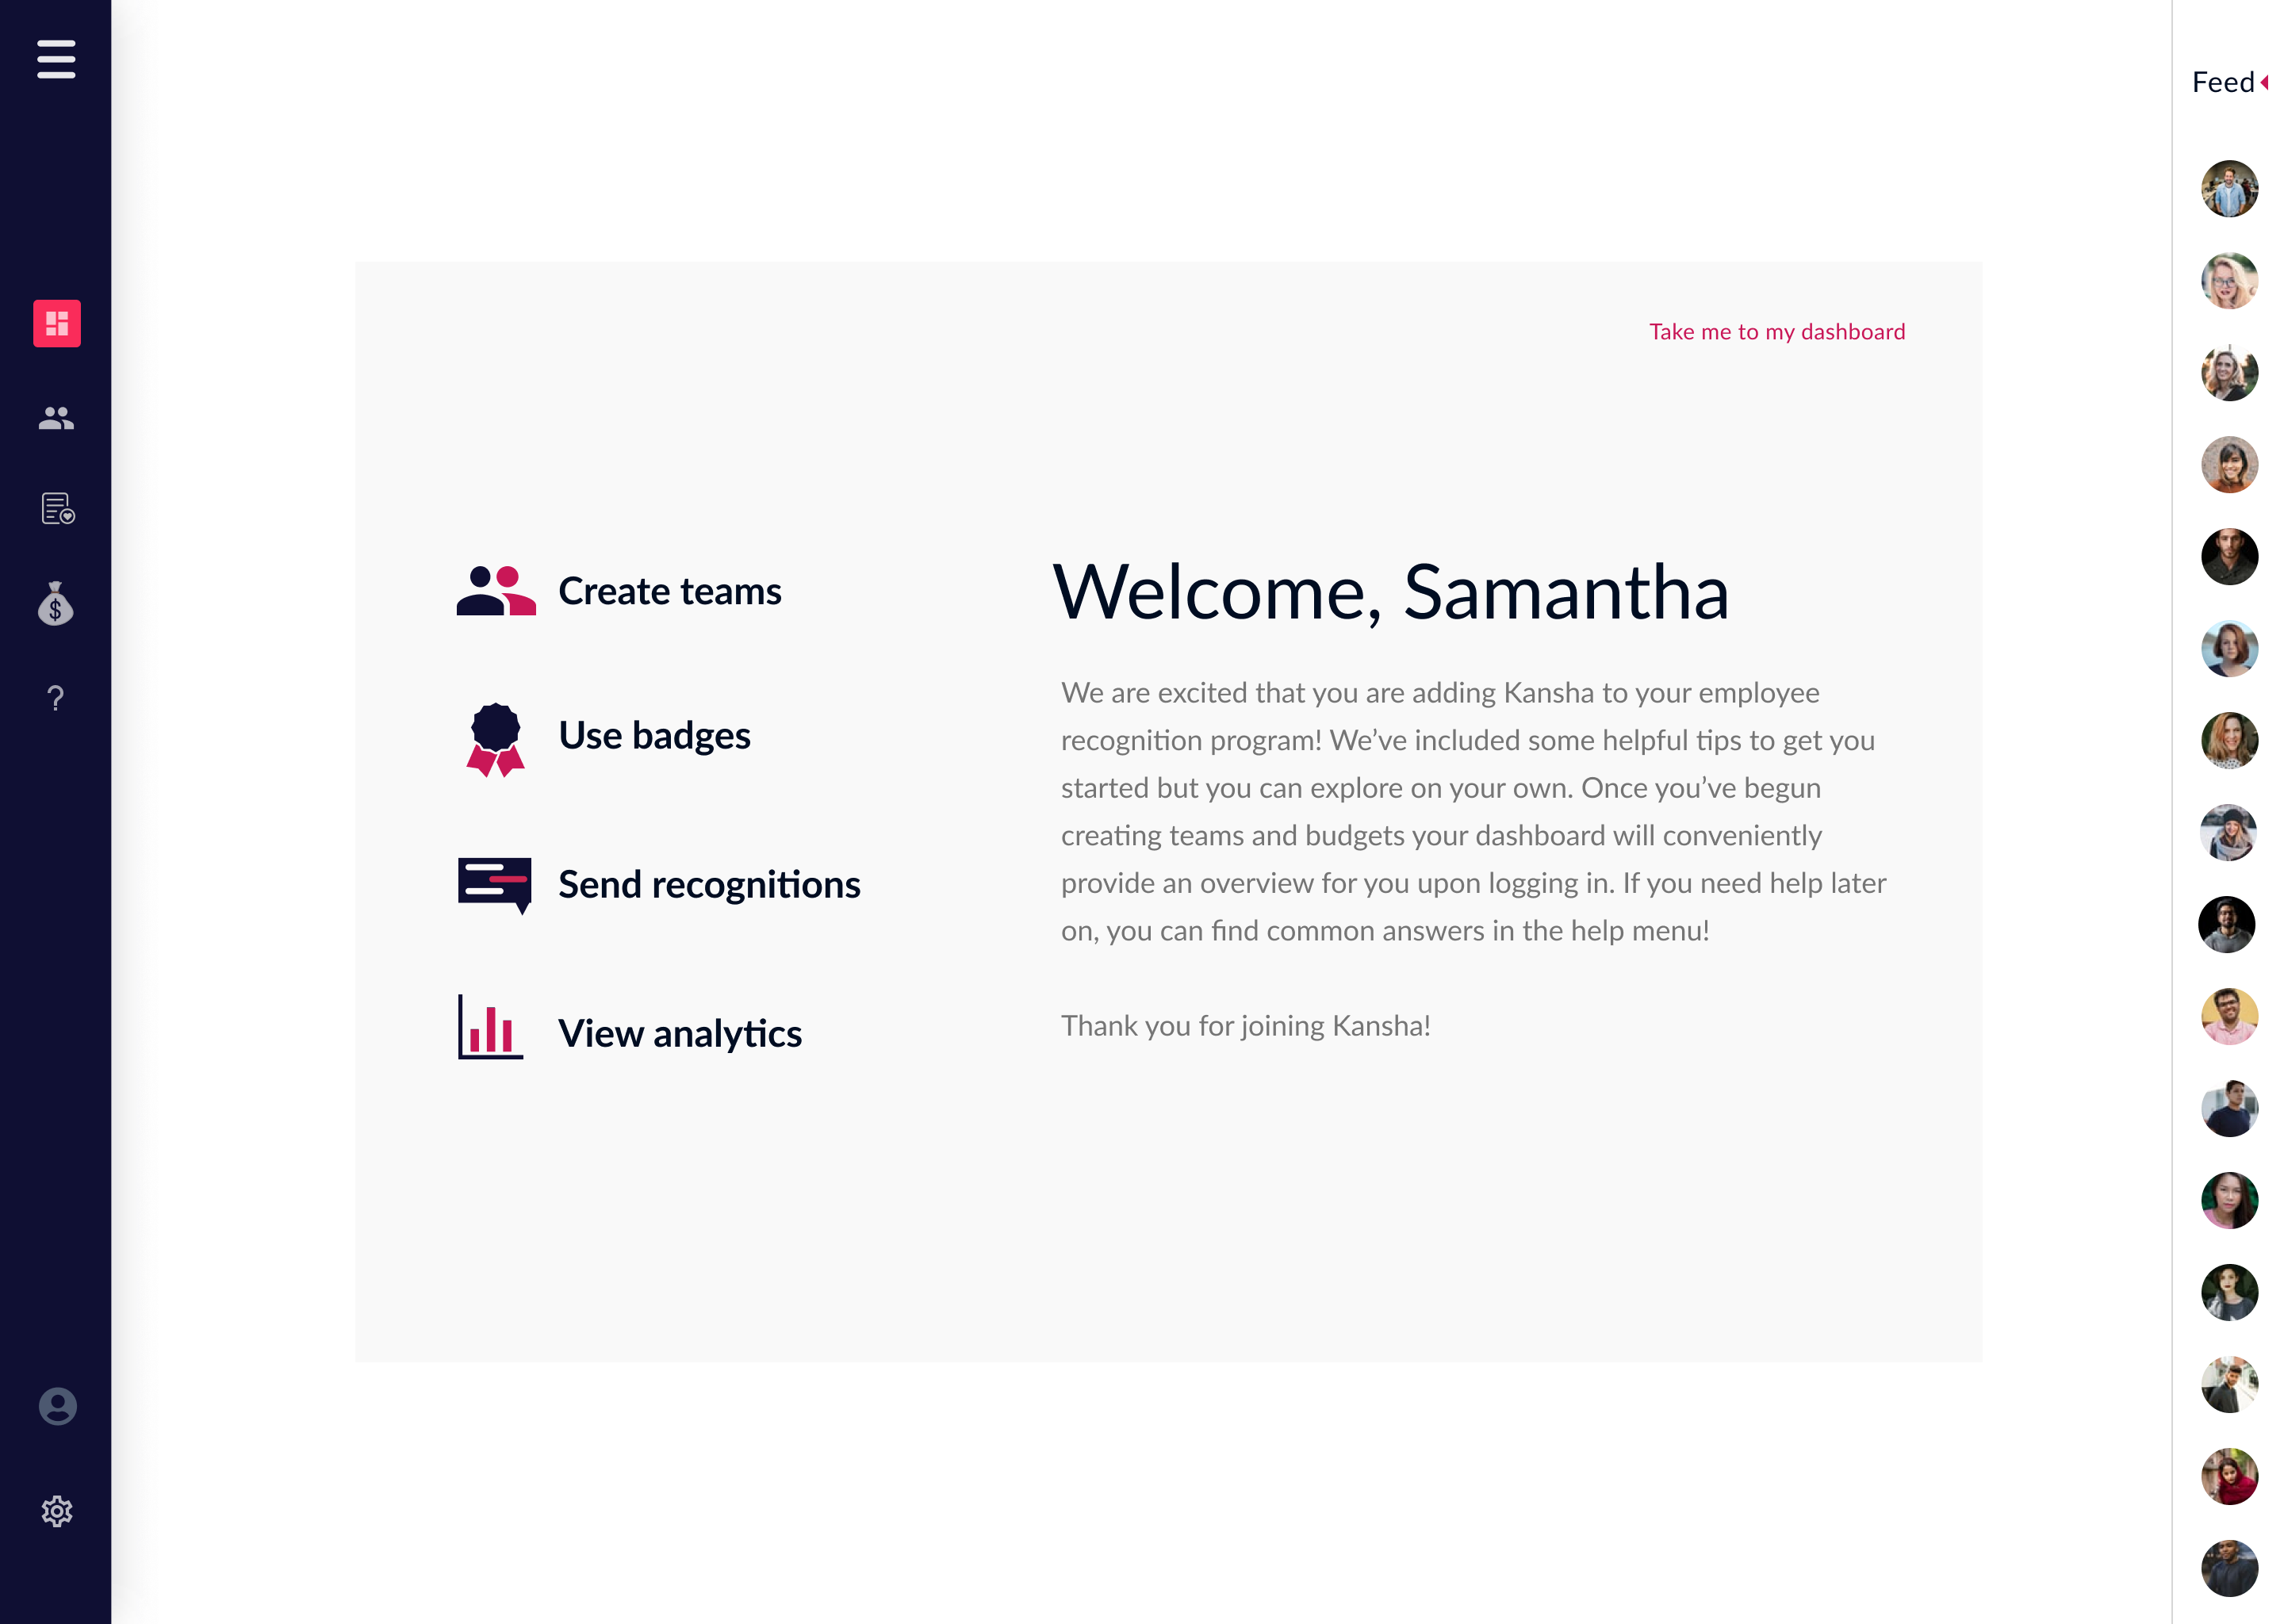 Feed
Take me to my dashboard
Create teams
Use badges
Send recognitions
View analytics
Welcome, Samantha
We are excited that you are adding Kansha to your employee
recognition program! We’ve included some helpful tips to get you
started but you can explore on your own. Once you’ve begun
creating teams and budgets your dashboard will conveniently
provide an overview for you upon logging in. If you need help later
on, you can find common answers in the help menu!
Thank you for joining Kansha!
$
?